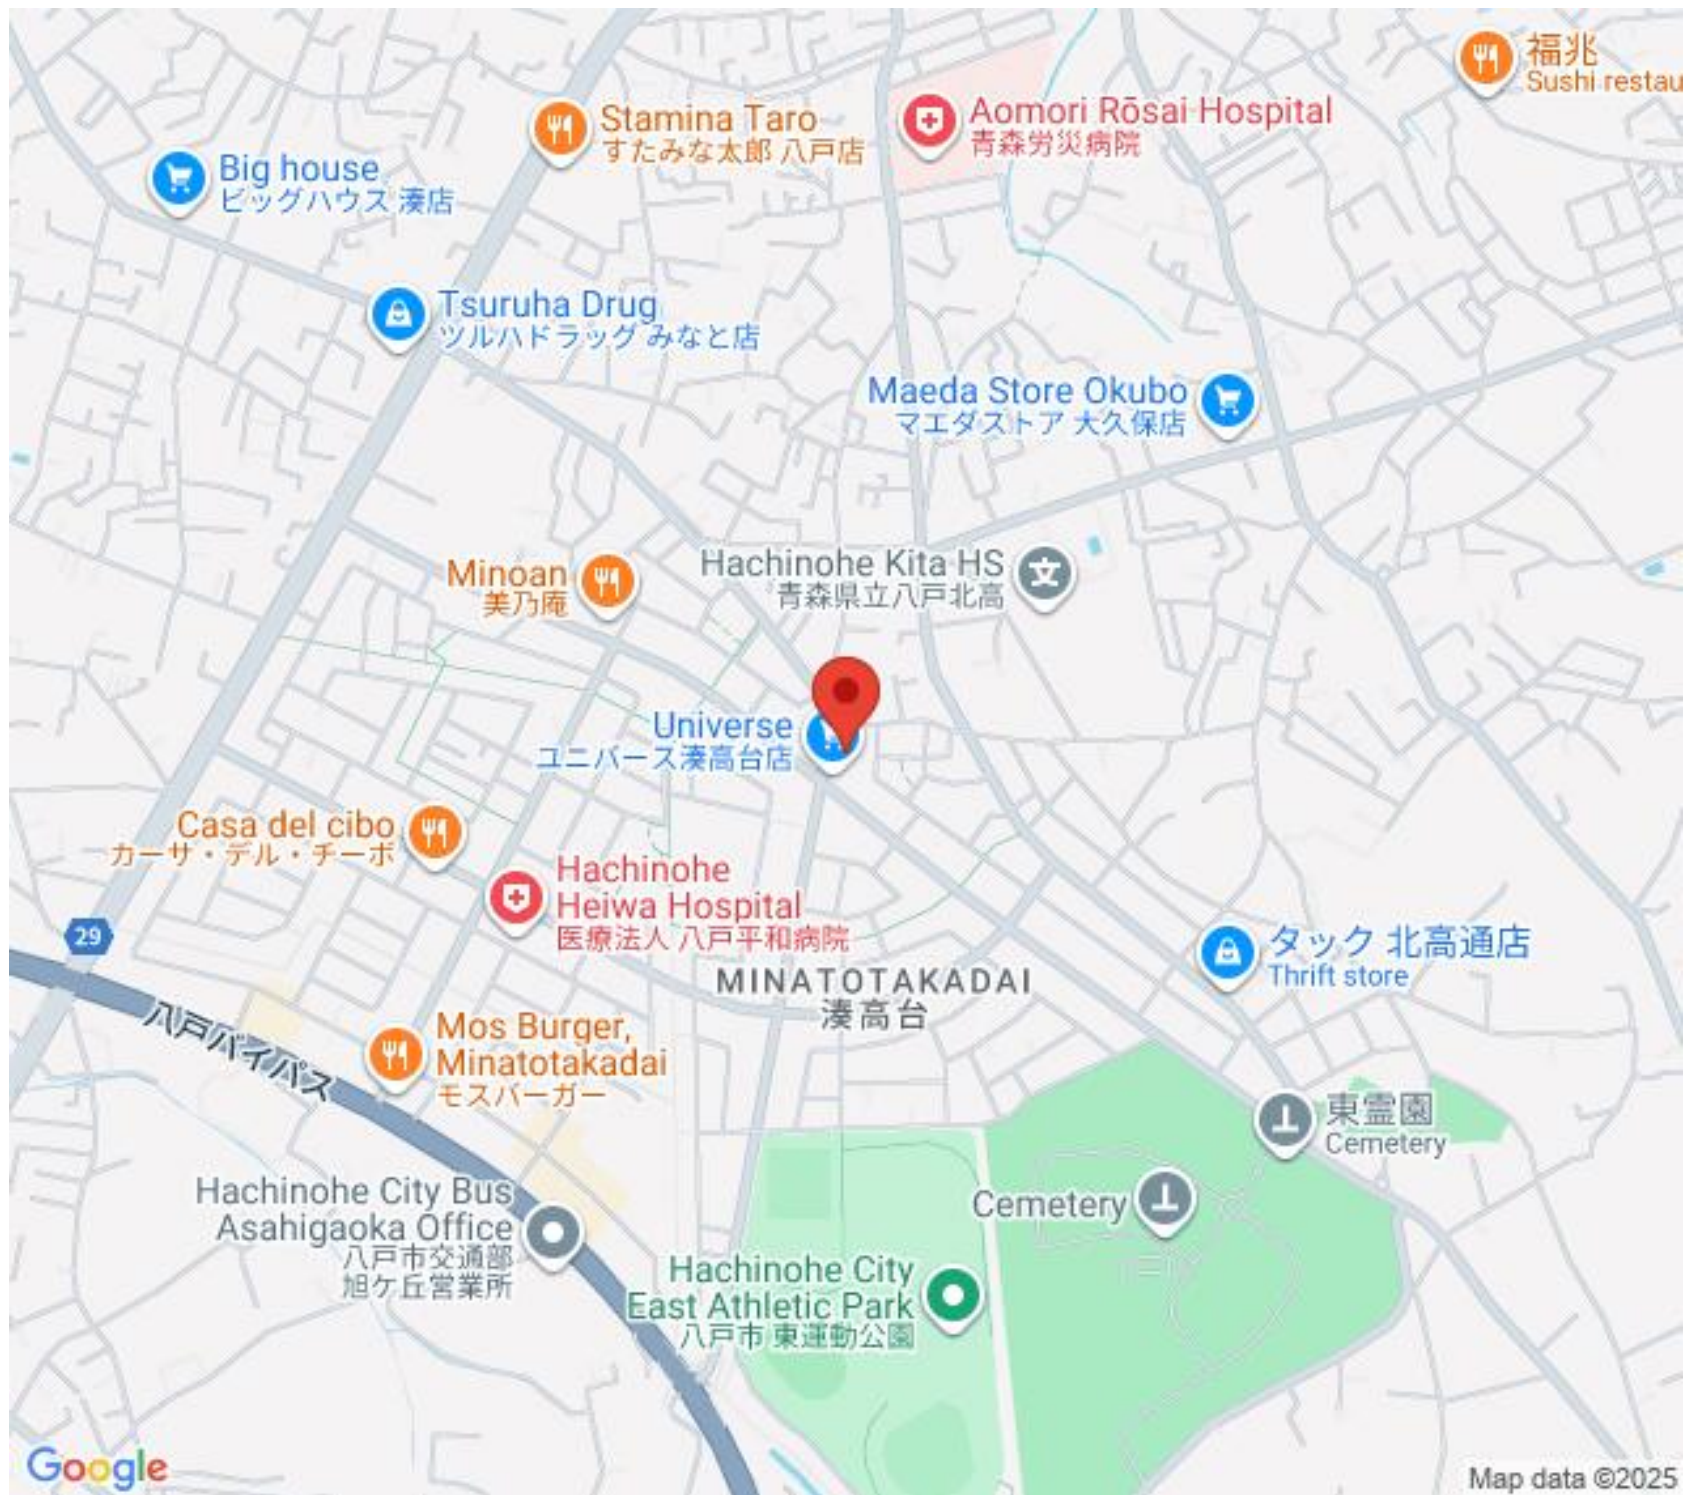 福兆
Sushi restau
Stamina Taro
すたみな太郎 八戸店
Aomori Rōsai Hospital
青森労災病院
Big house
ビッグハウス 湊店
Tsuruha Drug
ツルハドラッグ みなと店
Maeda Store Okubo
マエダストア 大久保店
Minoan
美乃庵
Hachinohe Kita HS
青森県立八戸北高
文
Universe
ユニバース湊高台店
Casa del cibo
カーサ・デル・チーボ
Hachinohe
Heiwa Hospital
医療法人 八戸平和病院
29
タック 北高通店
Thrift store
MINATOTAKADAI
湊高台
八戸バイパス
Mos Burger,
Minatotakadai
モスバーガー
東霊園
Cemetery
Hachinohe City Bus
Asahigaoka Office
八戸市交通部
旭ケ丘営業所
Cemetery
Hachinohe City
East Athletic Park
八戸市 東運動公園
Google
Map data ©2025